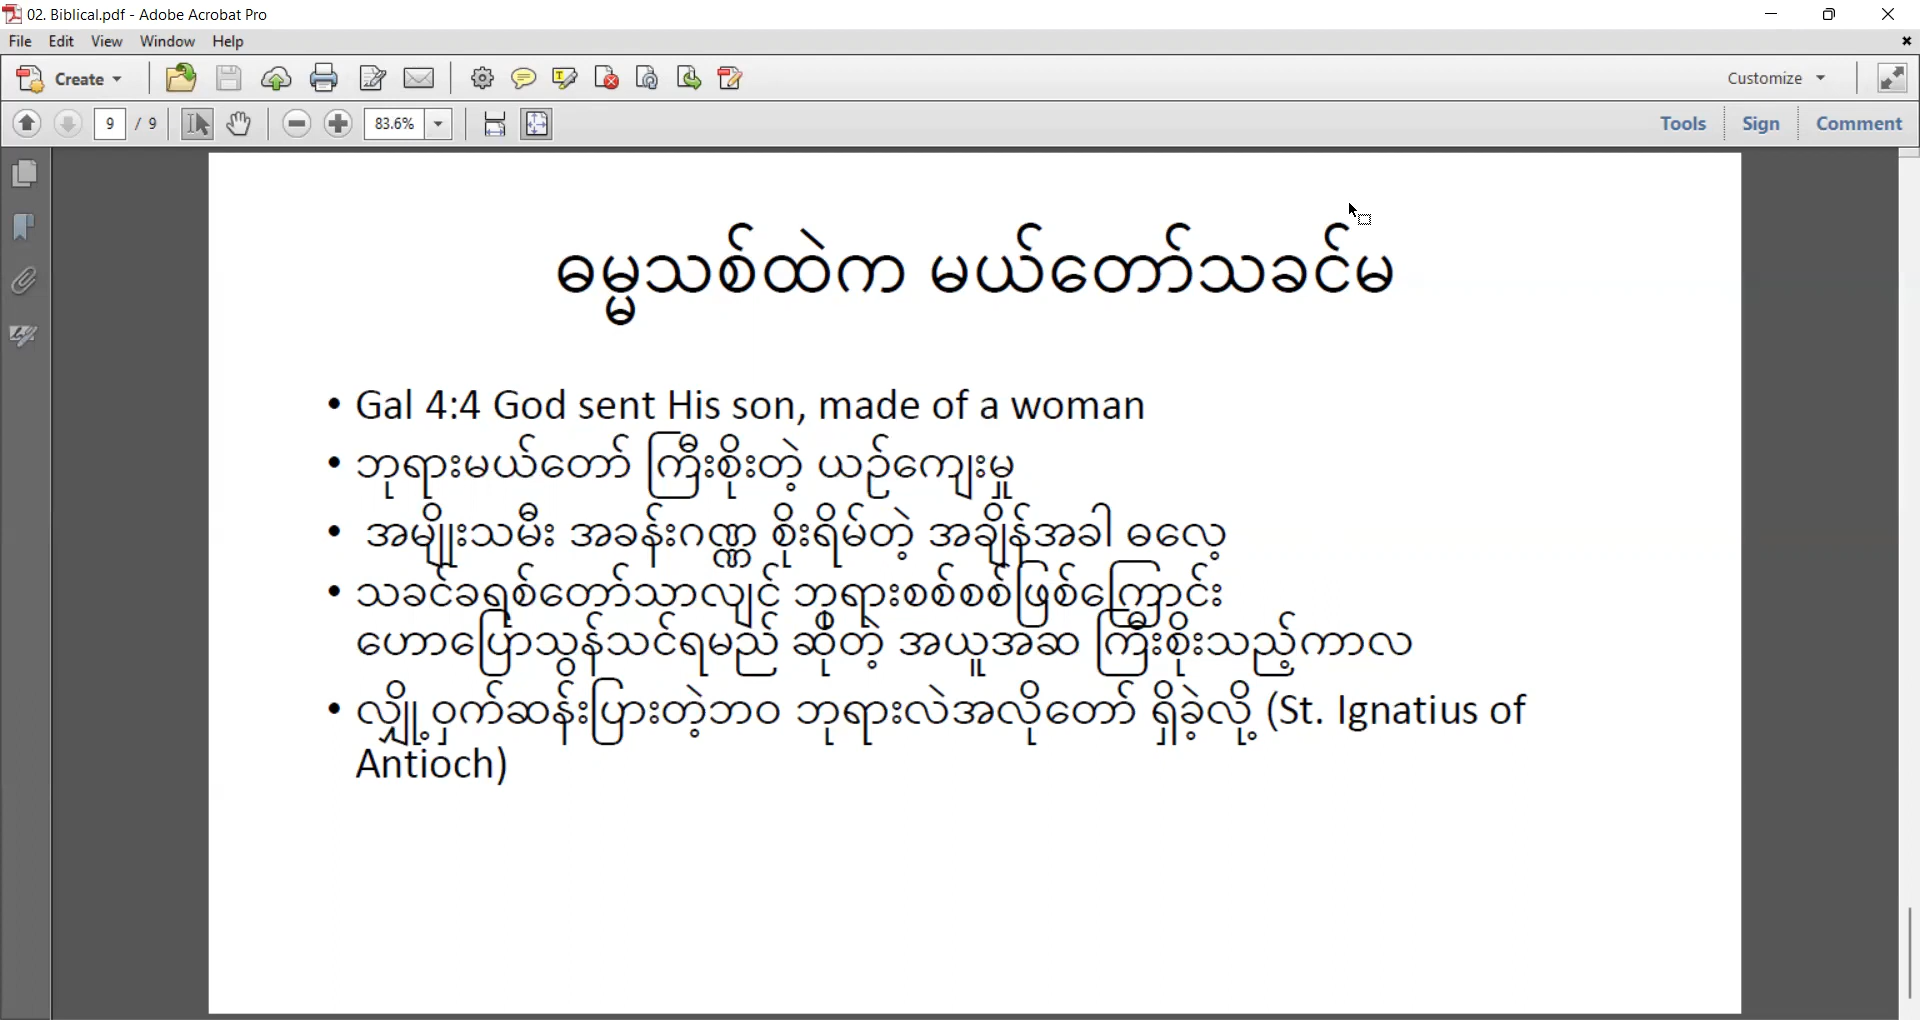 02. Biblical.pdf - Adobe Acrobat Pro
File Edit View Window Help
Create Customize
9 / 9 83.6% Tools Sign Comment
ဓမ္မသစ်ထဲက မယ်တော်သခင်မ
• Gal 4:4 God sent His son, made of a woman
• ဘုရားမယ်တော် ကြီးစိုးတဲ့ ယဉ်ကျေးမှု
• အမျိုးသမီး အခန်းဂဏ္ဏ စိုးရိမ်တဲ့ အချိန်အခါ ဓလေ့
• သခင်ခရစ်တော်သာလျှင် ဘုရားစစ်စစ်ဖြစ်ကြောင်း
ဟောပြောသွန်သင်ရမည် ဆိုတဲ့ အယူအဆ ကြီးစိုးသည့်ကာလ
• လျှို့ဝှက်ဆန်းပြားတဲ့ဘဝ ဘုရားလဲအလိုတော် ရှိခဲ့လို့ (St. Ignatius of
Antioch)